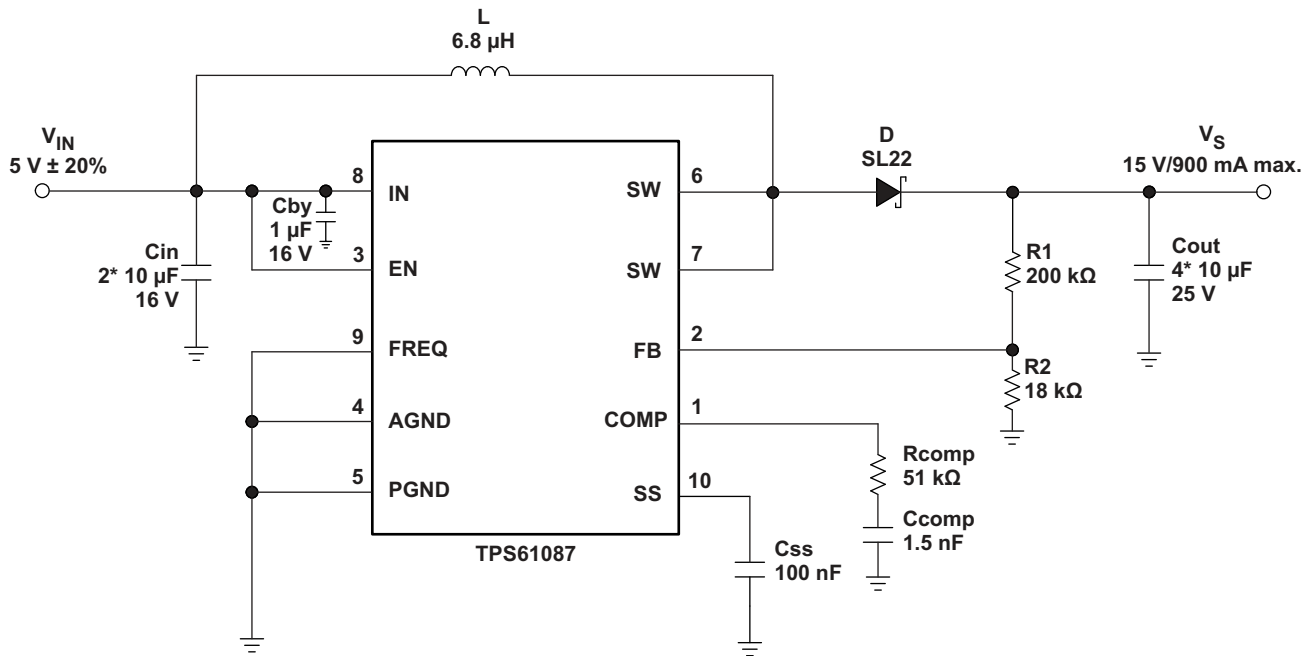 L
6.8 µH
VIN
5 V ± 20%
D
SL22
VS
15 V/900 mA max.
8
IN
SW
6
Cby
1 µF
16 V
3
EN
SW
7
Cin
2* 10 µF
16 V
R1
200 kΩ
Cout
4* 10 µF
25 V
9
FREQ
FB
2
R2
18 kΩ
4
AGND
COMP
1
Rcomp
51 kΩ
5
PGND
SS
10
Ccomp
1.5 nF
TPS61087
Css
100 nF